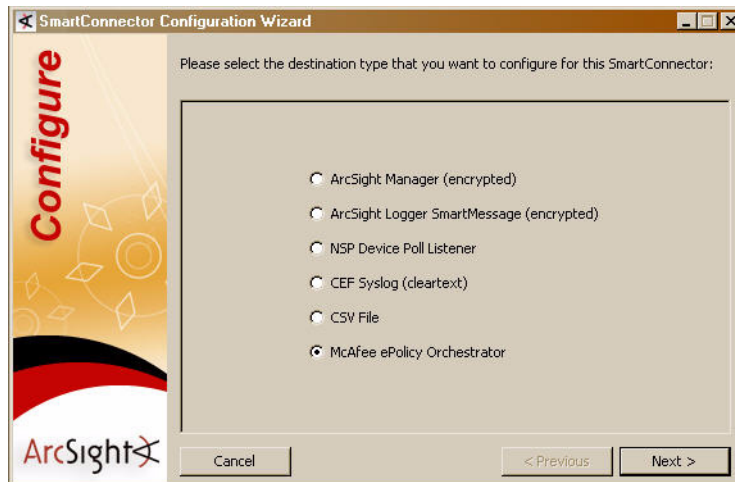 SmartConnector Configuration Wizard
Configure
Please select the destination type that you want to configure for this SmartConnector:
ArcSight Manager (encrypted)
ArcSight Logger SmartMessage (encrypted)
NSP Device Poll Listener
CEF Syslog (cleartext)
CSV File
McAfee ePolicy Orchestrator
ArcSight
Cancel
< Previous
Next >